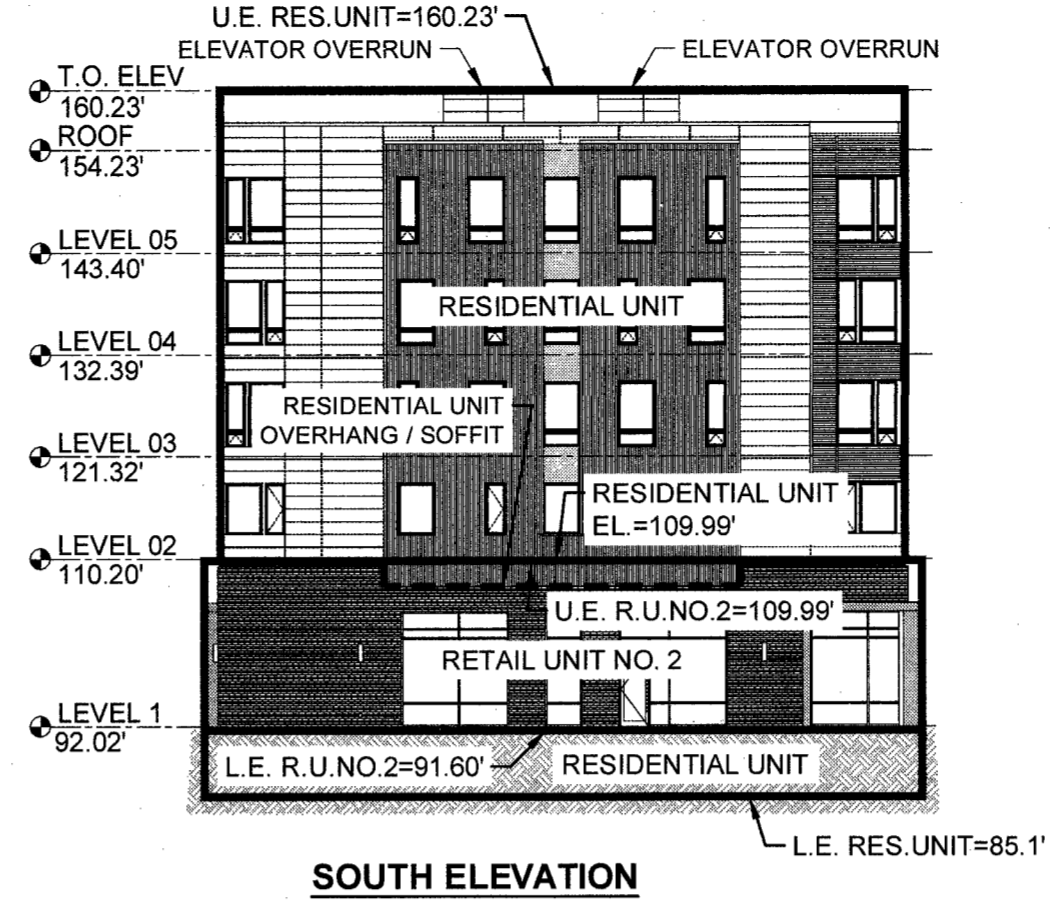 U.E. RES.UNIT=160.23'
ELEVATOR OVERRUN
ELEVATOR OVERRUN
T.O. ELEV
160.23'
ROOF
154.23'
LEVEL 05
143.40'
RESIDENTIAL UNIT
LEVEL 04
132.39'
RESIDENTIAL UNIT
OVERHANG / SOFFIT
LEVEL 03
121.32'
RESIDENTIAL UNIT
EL.=109.99'
LEVEL 02
110.20'
U.E. R.U.NO.2=109.99'
RETAIL UNIT NO. 2
LEVEL 1
92.02'
L.E. R.U.NO.2=91.60'
RESIDENTIAL UNIT
L.E. RES.UNIT=85.1'
SOUTH ELEVATION